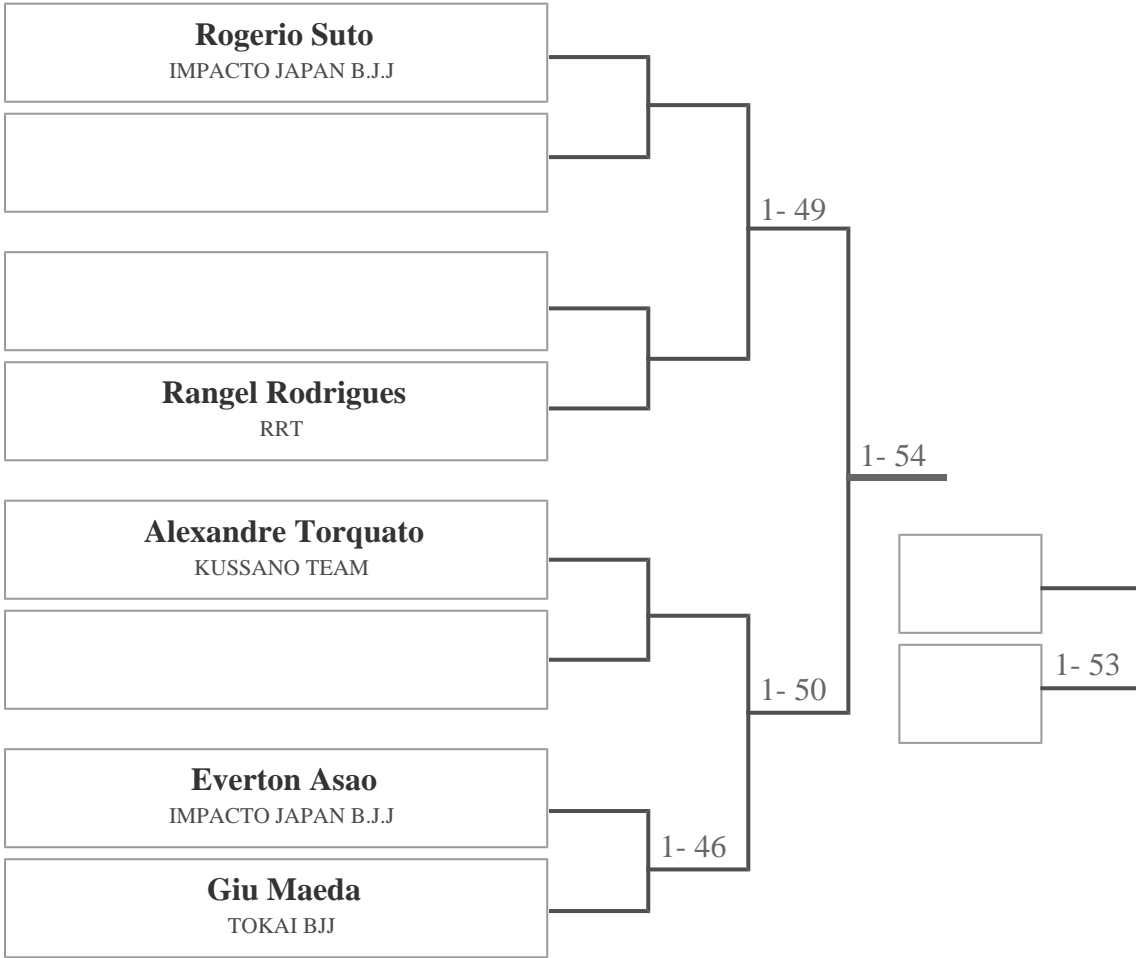 Rogerio Suto
IMPACTO JAPAN B.J.J
1- 49
Rangel Rodrigues
RRT
1- 54
Alexandre Torquato
KUSSANO TEAM
1- 53
1- 50
Everton Asao
IMPACTO JAPAN B.J.J
1- 46
Giu Maeda
TOKAI BJJ